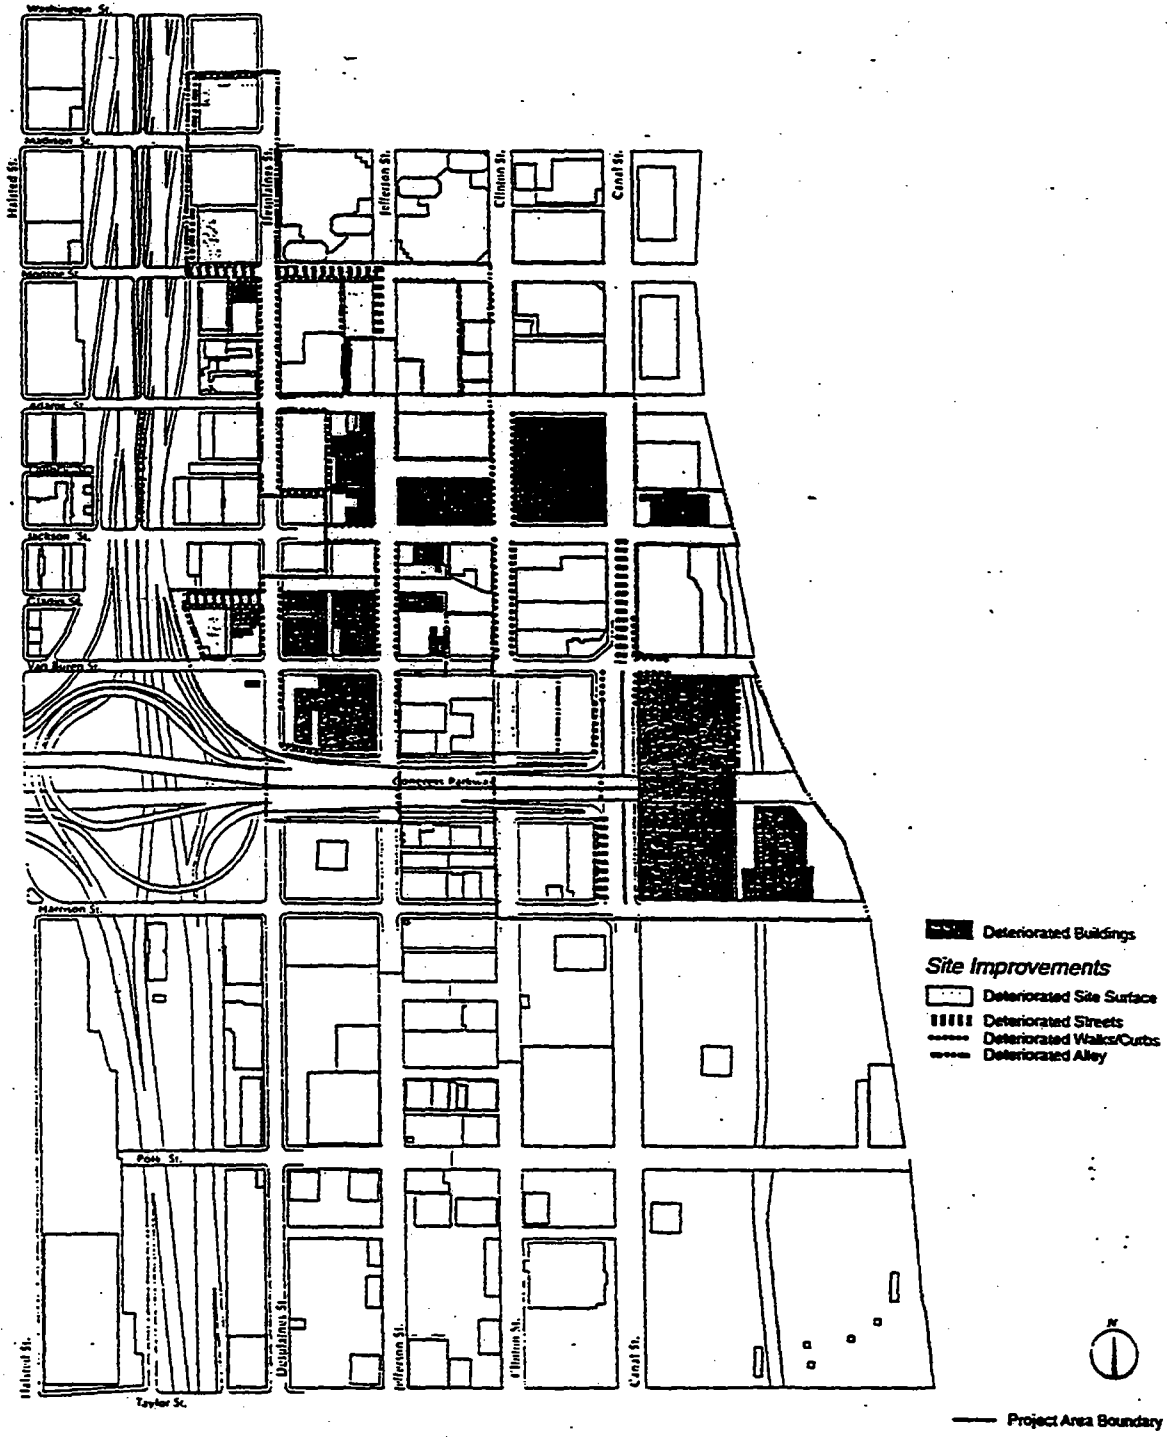 Washington St.
Madison St.
Halsted St.
Desplaines St.
Jefferson St.
Clinton St.
Canal St.
Monroe St.
Adams St.
Jackson St.
Van Buren St.
Congress Parkway
Harrison St.
Deteriorated Buildings
Site Improvements
Deteriorated Site Surface
Deteriorated Streets
Deteriorated Walks/Curbs
Deteriorated Alley
Polk St.
Halsted St.
Desplaines St.
Jefferson St.
Clinton St.
Canal St.
Taylor St.
N
Project Area Boundary